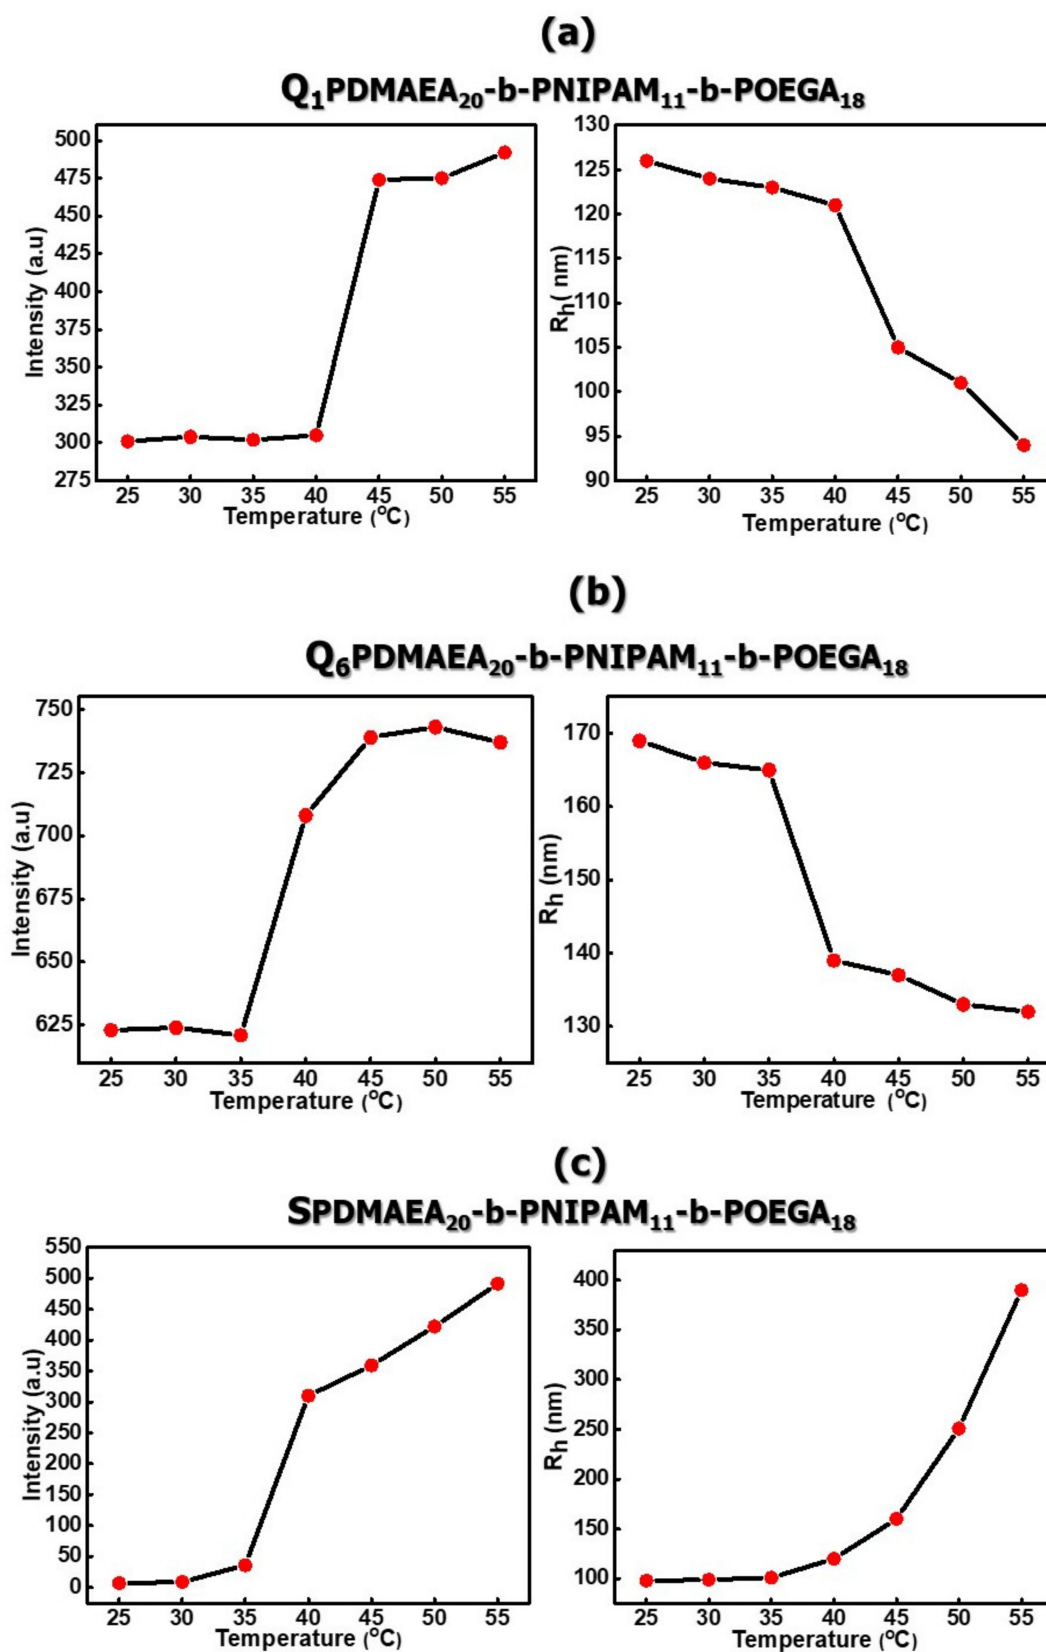 (a)
Q₁PDMAEA₂₀-b-PNIPAM₁₁-b-POEGA₁₈
500
475
450
425
400
375
350
325
300
275
Intensity (a.u)
25 30 35 40 45 50 55
Temperature (°C)
130
125
120
115
110
105
100
95
90
Rₕ( nm)
25 30 35 40 45 50 55
Temperature (°C)
(b)
Q₆PDMAEA₂₀-b-PNIPAM₁₁-b-POEGA₁₈
750
725
700
675
650
625
Intensity (a.u)
25 30 35 40 45 50 55
Temperature (°C)
170
160
150
140
130
Rₕ (nm)
25 30 35 40 45 50 55
Temperature (°C)
(c)
SPDMAEA₂₀-b-PNIPAM₁₁-b-POEGA₁₈
550
500
450
400
350
300
250
200
150
100
50
0
Intensity (a.u)
25 30 35 40 45 50 55
Temperature (°C)
400
350
300
250
200
150
100
Rₕ (nm)
25 30 35 40 45 50 55
Temperature (°C)